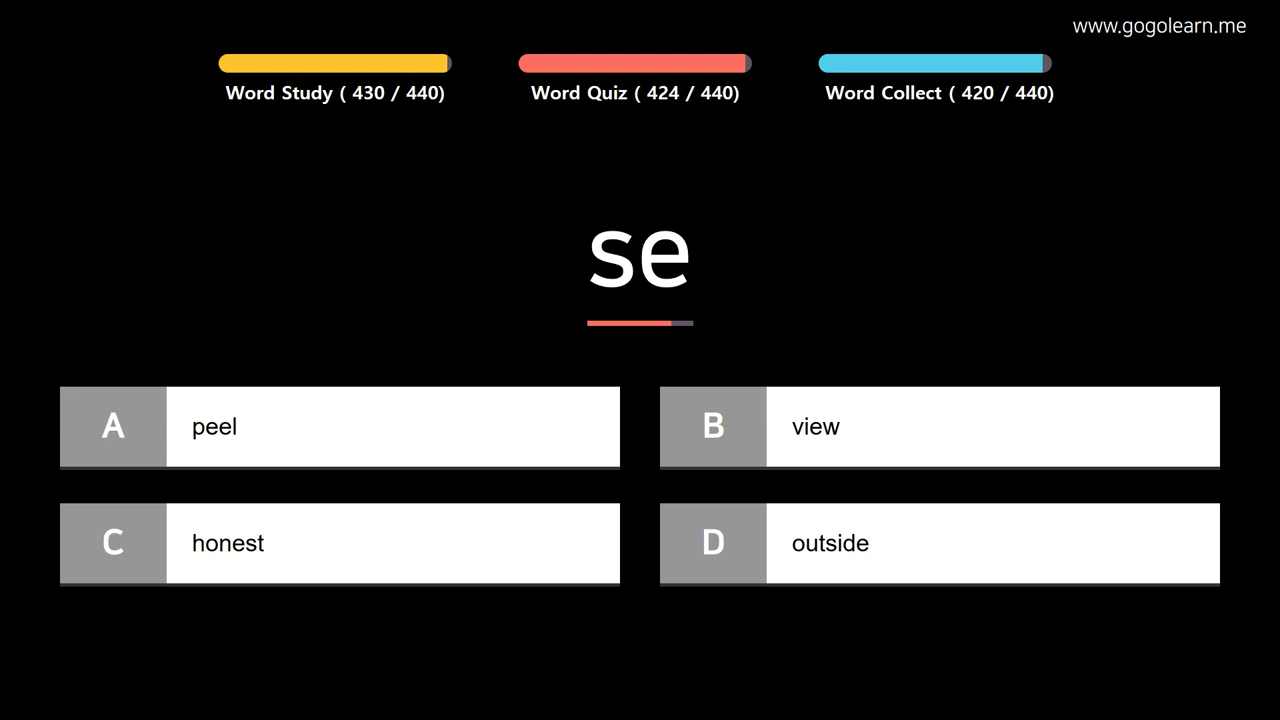 www.gogolearn.me
Word Study ( 430 / 440)
Word Quiz ( 424 / 440)
Word Collect ( 420 / 440)
se
A peel
B view
C honest
D outside